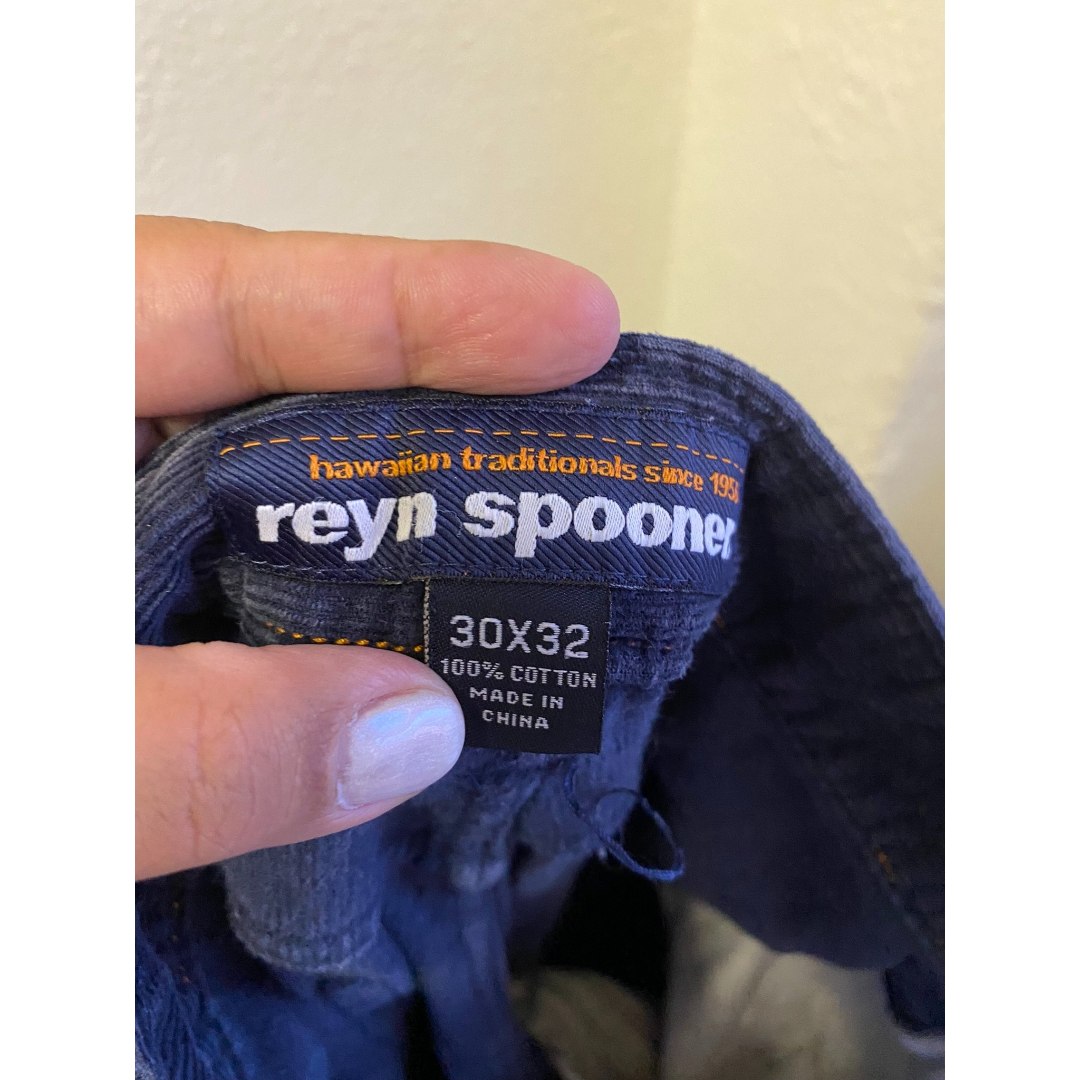 hawaiian traditionals since 195
reyn spooner
30X32
100% COTTON
MADE IN
CHINA